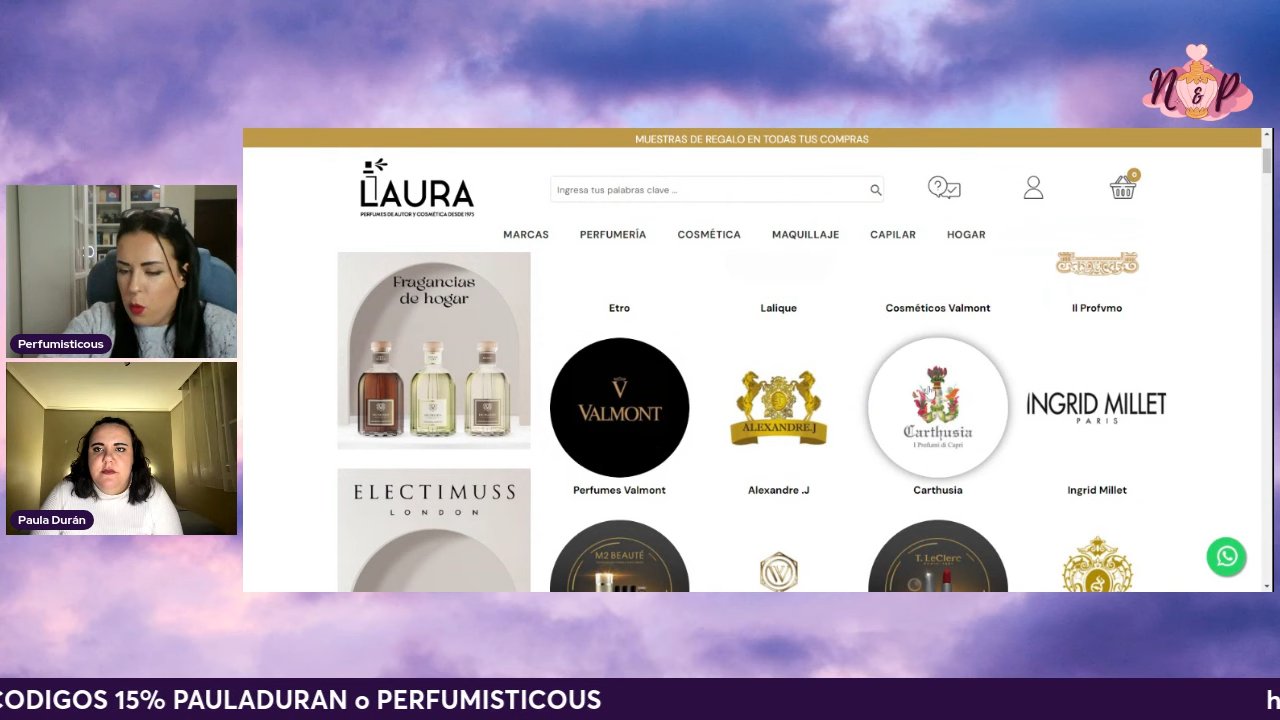 N & P
MUESTRAS DE REGALO EN TODAS TUS COMPRAS
LAURA
PERFUMES DE AUTOR Y COSMÉTICA DESDE 1975
Ingresa tus palabras clave ...
0
MARCAS PERFUMERÍA COSMÉTICA MAQUILLAJE CAPILAR HOGAR
Fragancias
de hogar
Etro Lalique Cosméticos Valmont Il Profvmo
V
VALMONT
ALEXANDRE.J
Carthusia
I Profumi di Capri
INGRID MILLET
PARIS
Perfumes Valmont Alexandre .J Carthusia Ingrid Millet
ELECTIMUSS
LONDON
M2 BEAUTÉ
W
T. LeClerc
Perfumisticous
Paula Durán
CODIGOS 15% PAULADURAN o PERFUMISTICOUS
h